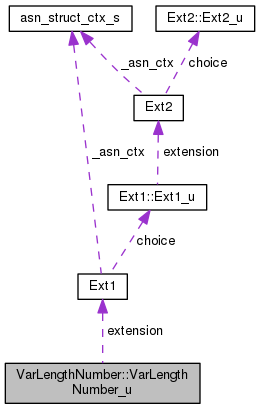 asn_struct_ctx_s
Ext2::Ext2_u
_asn_ctx
choice
Ext2
_asn_ctx
extension
Ext1::Ext1_u
choice
Ext1
extension
VarLengthNumber::VarLength
Number_u